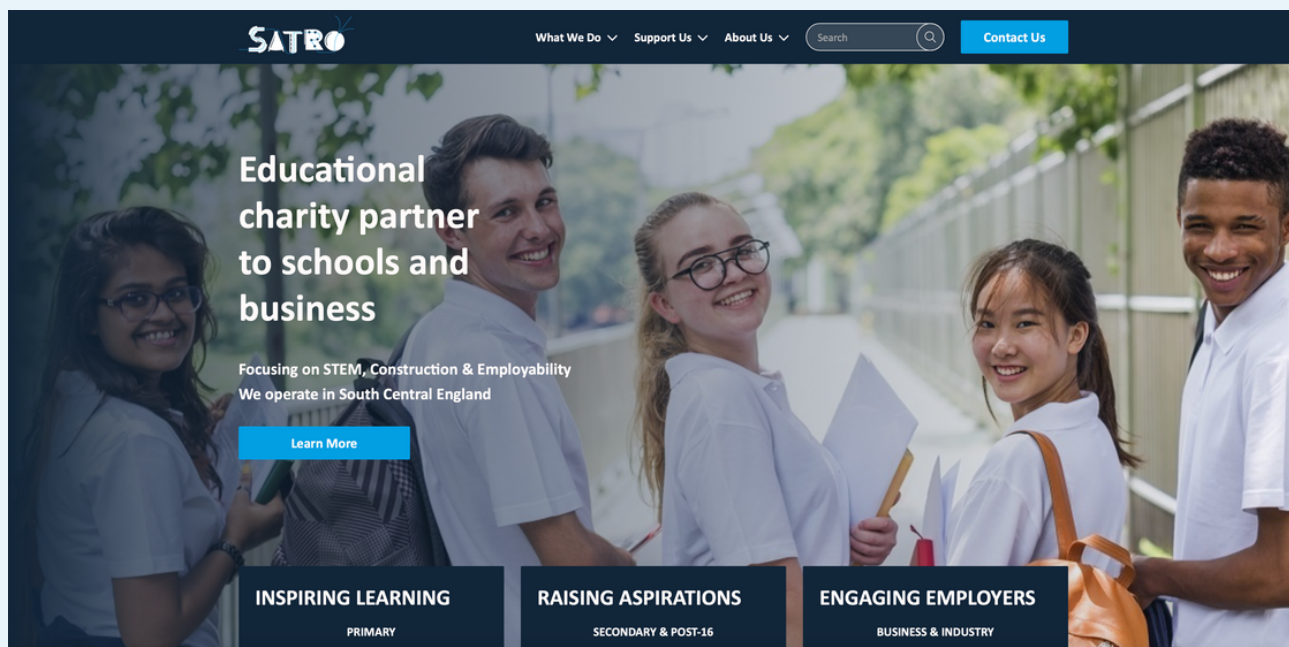 SATRO
What We Do
Support Us
About Us
Search
Contact Us
Educational
charity partner
to schools and
business
Focusing on STEM, Construction & Employability
We operate in South Central England
Learn More
INSPIRING LEARNING
PRIMARY
RAISING ASPIRATIONS
SECONDARY & POST-16
ENGAGING EMPLOYERS
BUSINESS & INDUSTRY